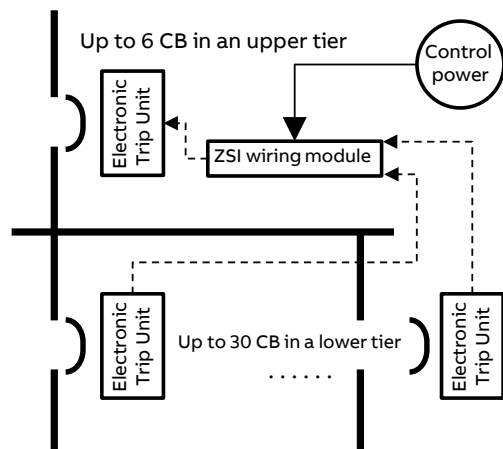 Up to 6 CB in an upper tier
Control
power
Electronic
Trip Unit
ZSI wiring module
Electronic
Trip Unit
Up to 30 CB in a lower tier
. . . . . .
Electronic
Trip Unit